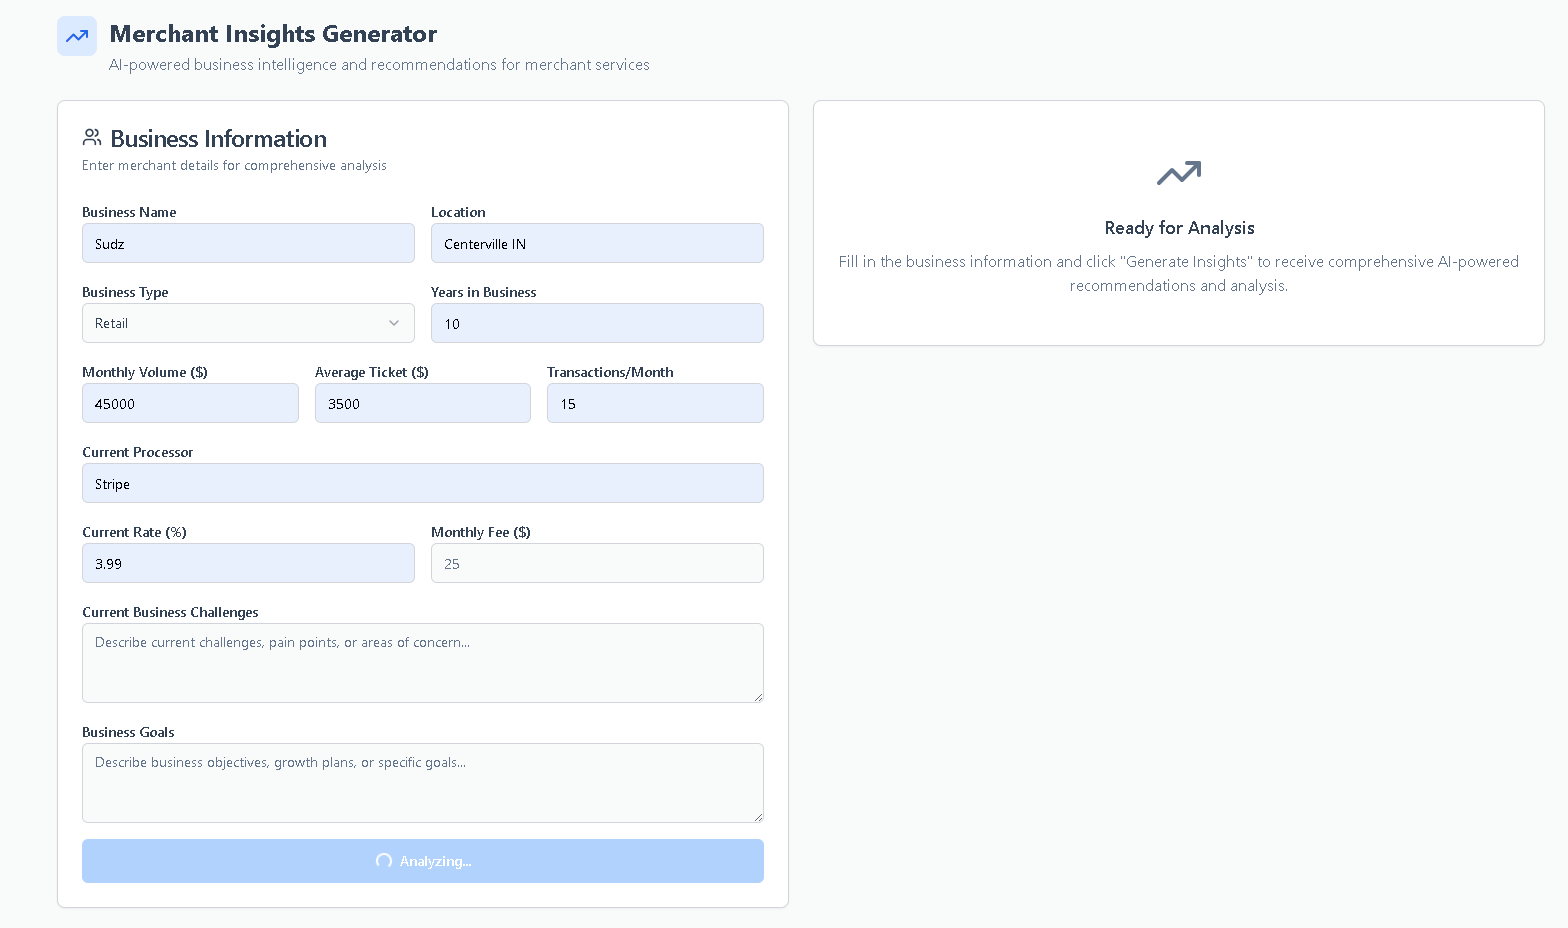 Merchant Insights Generator
AI-powered business intelligence and recommendations for merchant services
Business Information
Enter merchant details for comprehensive analysis
Business Name
Sudz
Location
Centerville IN
Business Type
Retail
Years in Business
10
Monthly Volume ($)
45000
Average Ticket ($)
3500
Transactions/Month
15
Current Processor
Stripe
Current Rate (%)
3.99
Monthly Fee ($)
25
Current Business Challenges
Describe current challenges, pain points, or areas of concern...
Business Goals
Describe business objectives, growth plans, or specific goals...
Analyzing...
Ready for Analysis
Fill in the business information and click "Generate Insights" to receive comprehensive AI-powered
recommendations and analysis.